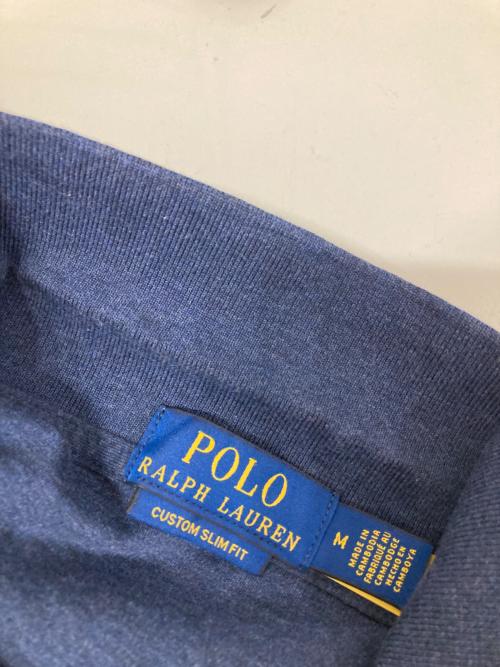 POLO
RALPH LAUREN
CUSTOM SLIM FIT
M
MADE IN
CAMBODIA
FABRIQUÉ AU
CAMBODGE
HECHO EN
CAMBOYA